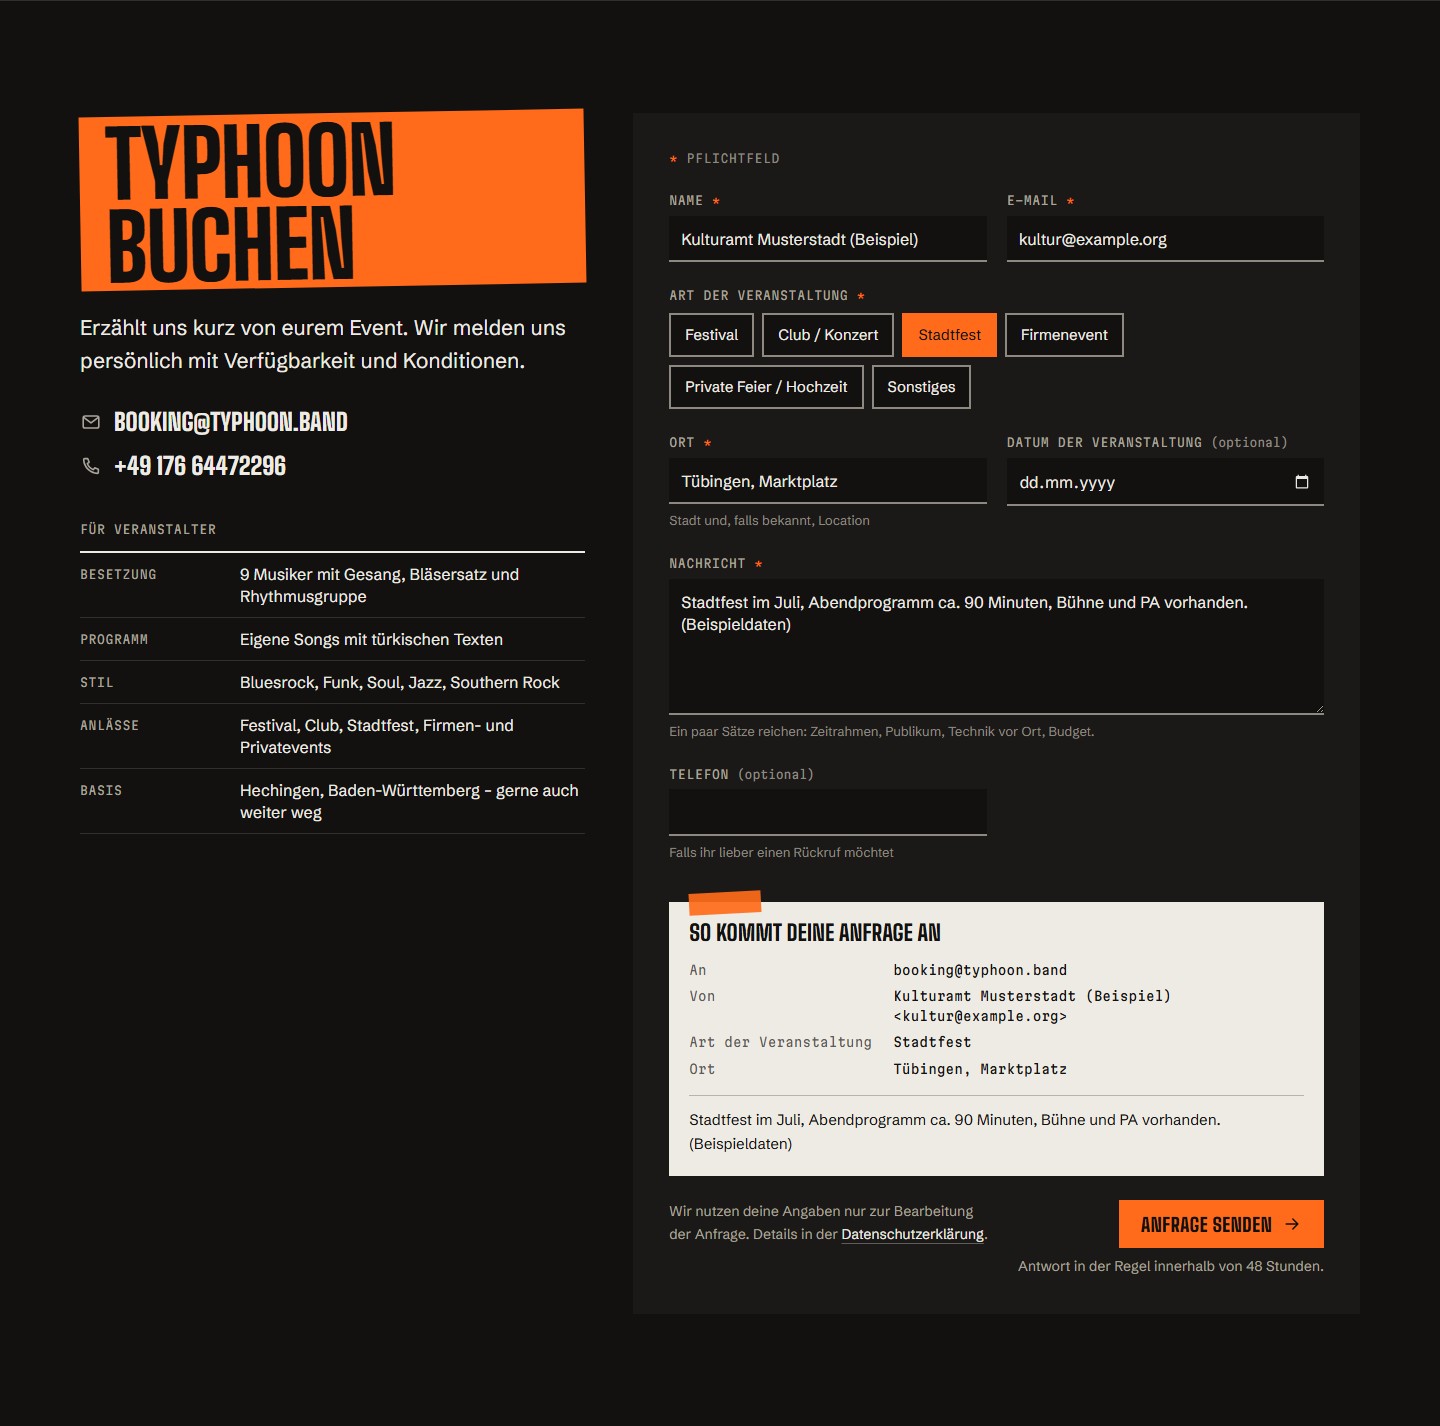 TYPHOON
BUCHEN
Erzählt uns kurz von eurem Event. Wir melden uns
persönlich mit Verfügbarkeit und Konditionen.
BOOKING@TYPHOON.BAND
+49 176 64472296
FÜR VERANSTALTER
BESETZUNG 9 Musiker mit Gesang, Bläsersatz und
Rhythmusgruppe
PROGRAMM Eigene Songs mit türkischen Texten
STIL Bluesrock, Funk, Soul, Jazz, Southern Rock
ANLÄSSE Festival, Club, Stadtfest, Firmen- und
Privatevents
BASIS Hechingen, Baden-Württemberg – gerne auch
weiter weg
* PFLICHTFELD
NAME * E-MAIL *
Kulturamt Musterstadt (Beispiel) kultur@example.org
ART DER VERANSTALTUNG *
Festival Club / Konzert Stadtfest Firmenevent
Private Feier / Hochzeit Sonstiges
ORT * DATUM DER VERANSTALTUNG (optional)
Tübingen, Marktplatz dd.mm.yyyy
Stadt und, falls bekannt, Location
NACHRICHT *
Stadtfest im Juli, Abendprogramm ca. 90 Minuten, Bühne und PA vorhanden.
(Beispieldaten)
Ein paar Sätze reichen: Zeitrahmen, Publikum, Technik vor Ort, Budget.
TELEFON (optional)
Falls ihr lieber einen Rückruf möchtet
SO KOMMT DEINE ANFRAGE AN
An booking@typhoon.band
Von Kulturamt Musterstadt (Beispiel)
<kultur@example.org>
Art der Veranstaltung Stadtfest
Ort Tübingen, Marktplatz
Stadtfest im Juli, Abendprogramm ca. 90 Minuten, Bühne und PA vorhanden.
(Beispieldaten)
Wir nutzen deine Angaben nur zur Bearbeitung
der Anfrage. Details in der Datenschutzerklärung.
ANFRAGE SENDEN →
Antwort in der Regel innerhalb von 48 Stunden.